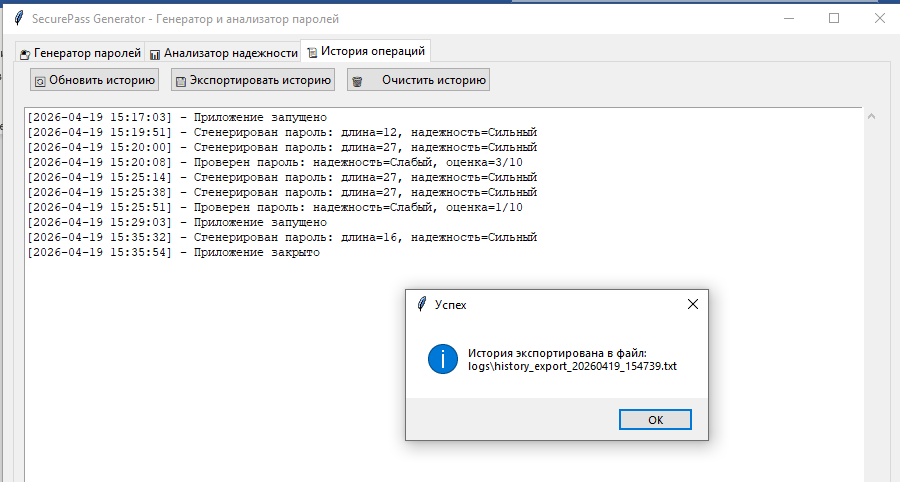 SecurePass Generator - Генератор и анализатор паролей
Генератор паролей Анализатор надежности История операций
Обновить историю Экспортировать историю Очистить историю
[2026-04-19 15:17:03] - Приложение запущено
[2026-04-19 15:19:51] - Сгенерирован пароль: длина=12, надежность=Сильный
[2026-04-19 15:20:00] - Сгенерирован пароль: длина=27, надежность=Сильный
[2026-04-19 15:20:08] - Проверен пароль: надежность=Слабый, оценка=3/10
[2026-04-19 15:25:14] - Сгенерирован пароль: длина=27, надежность=Сильный
[2026-04-19 15:25:38] - Сгенерирован пароль: длина=27, надежность=Сильный
[2026-04-19 15:25:51] - Проверен пароль: надежность=Слабый, оценка=1/10
[2026-04-19 15:29:03] - Приложение запущено
[2026-04-19 15:35:32] - Сгенерирован пароль: длина=16, надежность=Сильный
[2026-04-19 15:35:54] - Приложение закрыто
Успех
История экспортирована в файл:
logs\history_export_20260419_154739.txt
OK